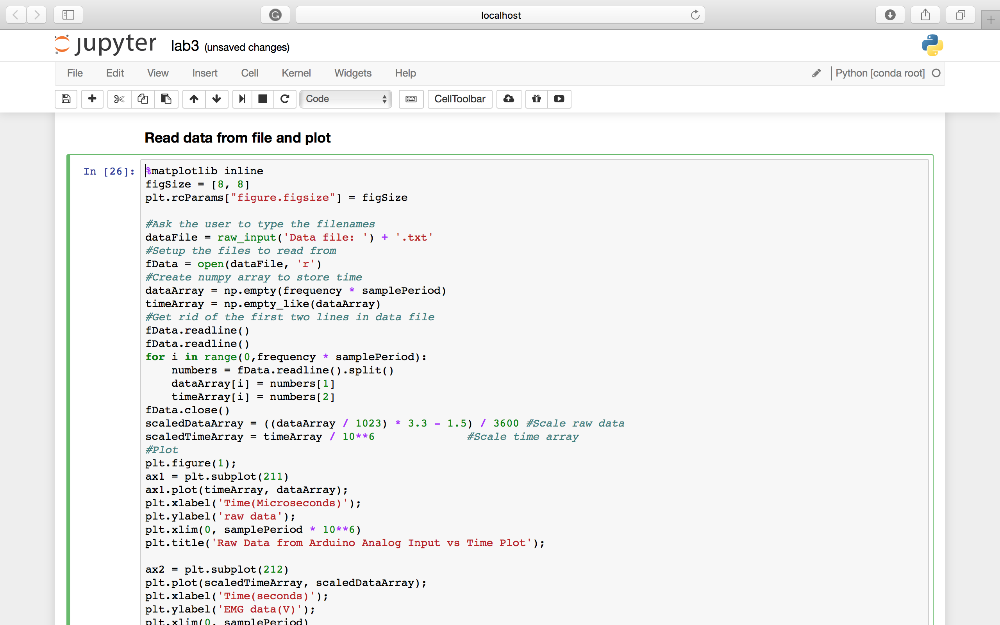 localhost
jupyter lab3 (unsaved changes)
File Edit View Insert Cell Kernel Widgets Help Python [conda root]
Code CellToolbar
Read data from file and plot
In [26]:
%matplotlib inline
figSize = [8, 8]
plt.rcParams["figure.figsize"] = figSize
#Ask the user to type the filenames
dataFile = raw_input('Data file: ') + '.txt'
#Setup the files to read from
fData = open(dataFile, 'r')
#Create numpy array to store time
dataArray = np.empty(frequency * samplePeriod)
timeArray = np.empty_like(dataArray)
#Get rid of the first two lines in data file
fData.readline()
fData.readline()
for i in range(0,frequency * samplePeriod):
    numbers = fData.readline().split()
    dataArray[i] = numbers[1]
    timeArray[i] = numbers[2]
fData.close()
scaledDataArray = ((dataArray / 1023) * 3.3 - 1.5) / 3600 #Scale raw data
scaledTimeArray = timeArray / 10**6              #Scale time array
#Plot
plt.figure(1);
ax1 = plt.subplot(211)
ax1.plot(timeArray, dataArray);
plt.xlabel('Time(Microseconds)');
plt.ylabel('raw data');
plt.xlim(0, samplePeriod * 10**6)
plt.title('Raw Data from Arduino Analog Input vs Time Plot');
ax2 = plt.subplot(212)
plt.plot(scaledTimeArray, scaledDataArray);
plt.xlabel('Time(seconds)');
plt.ylabel('EMG data(V)');
plt.xlim(0, samplePeriod)